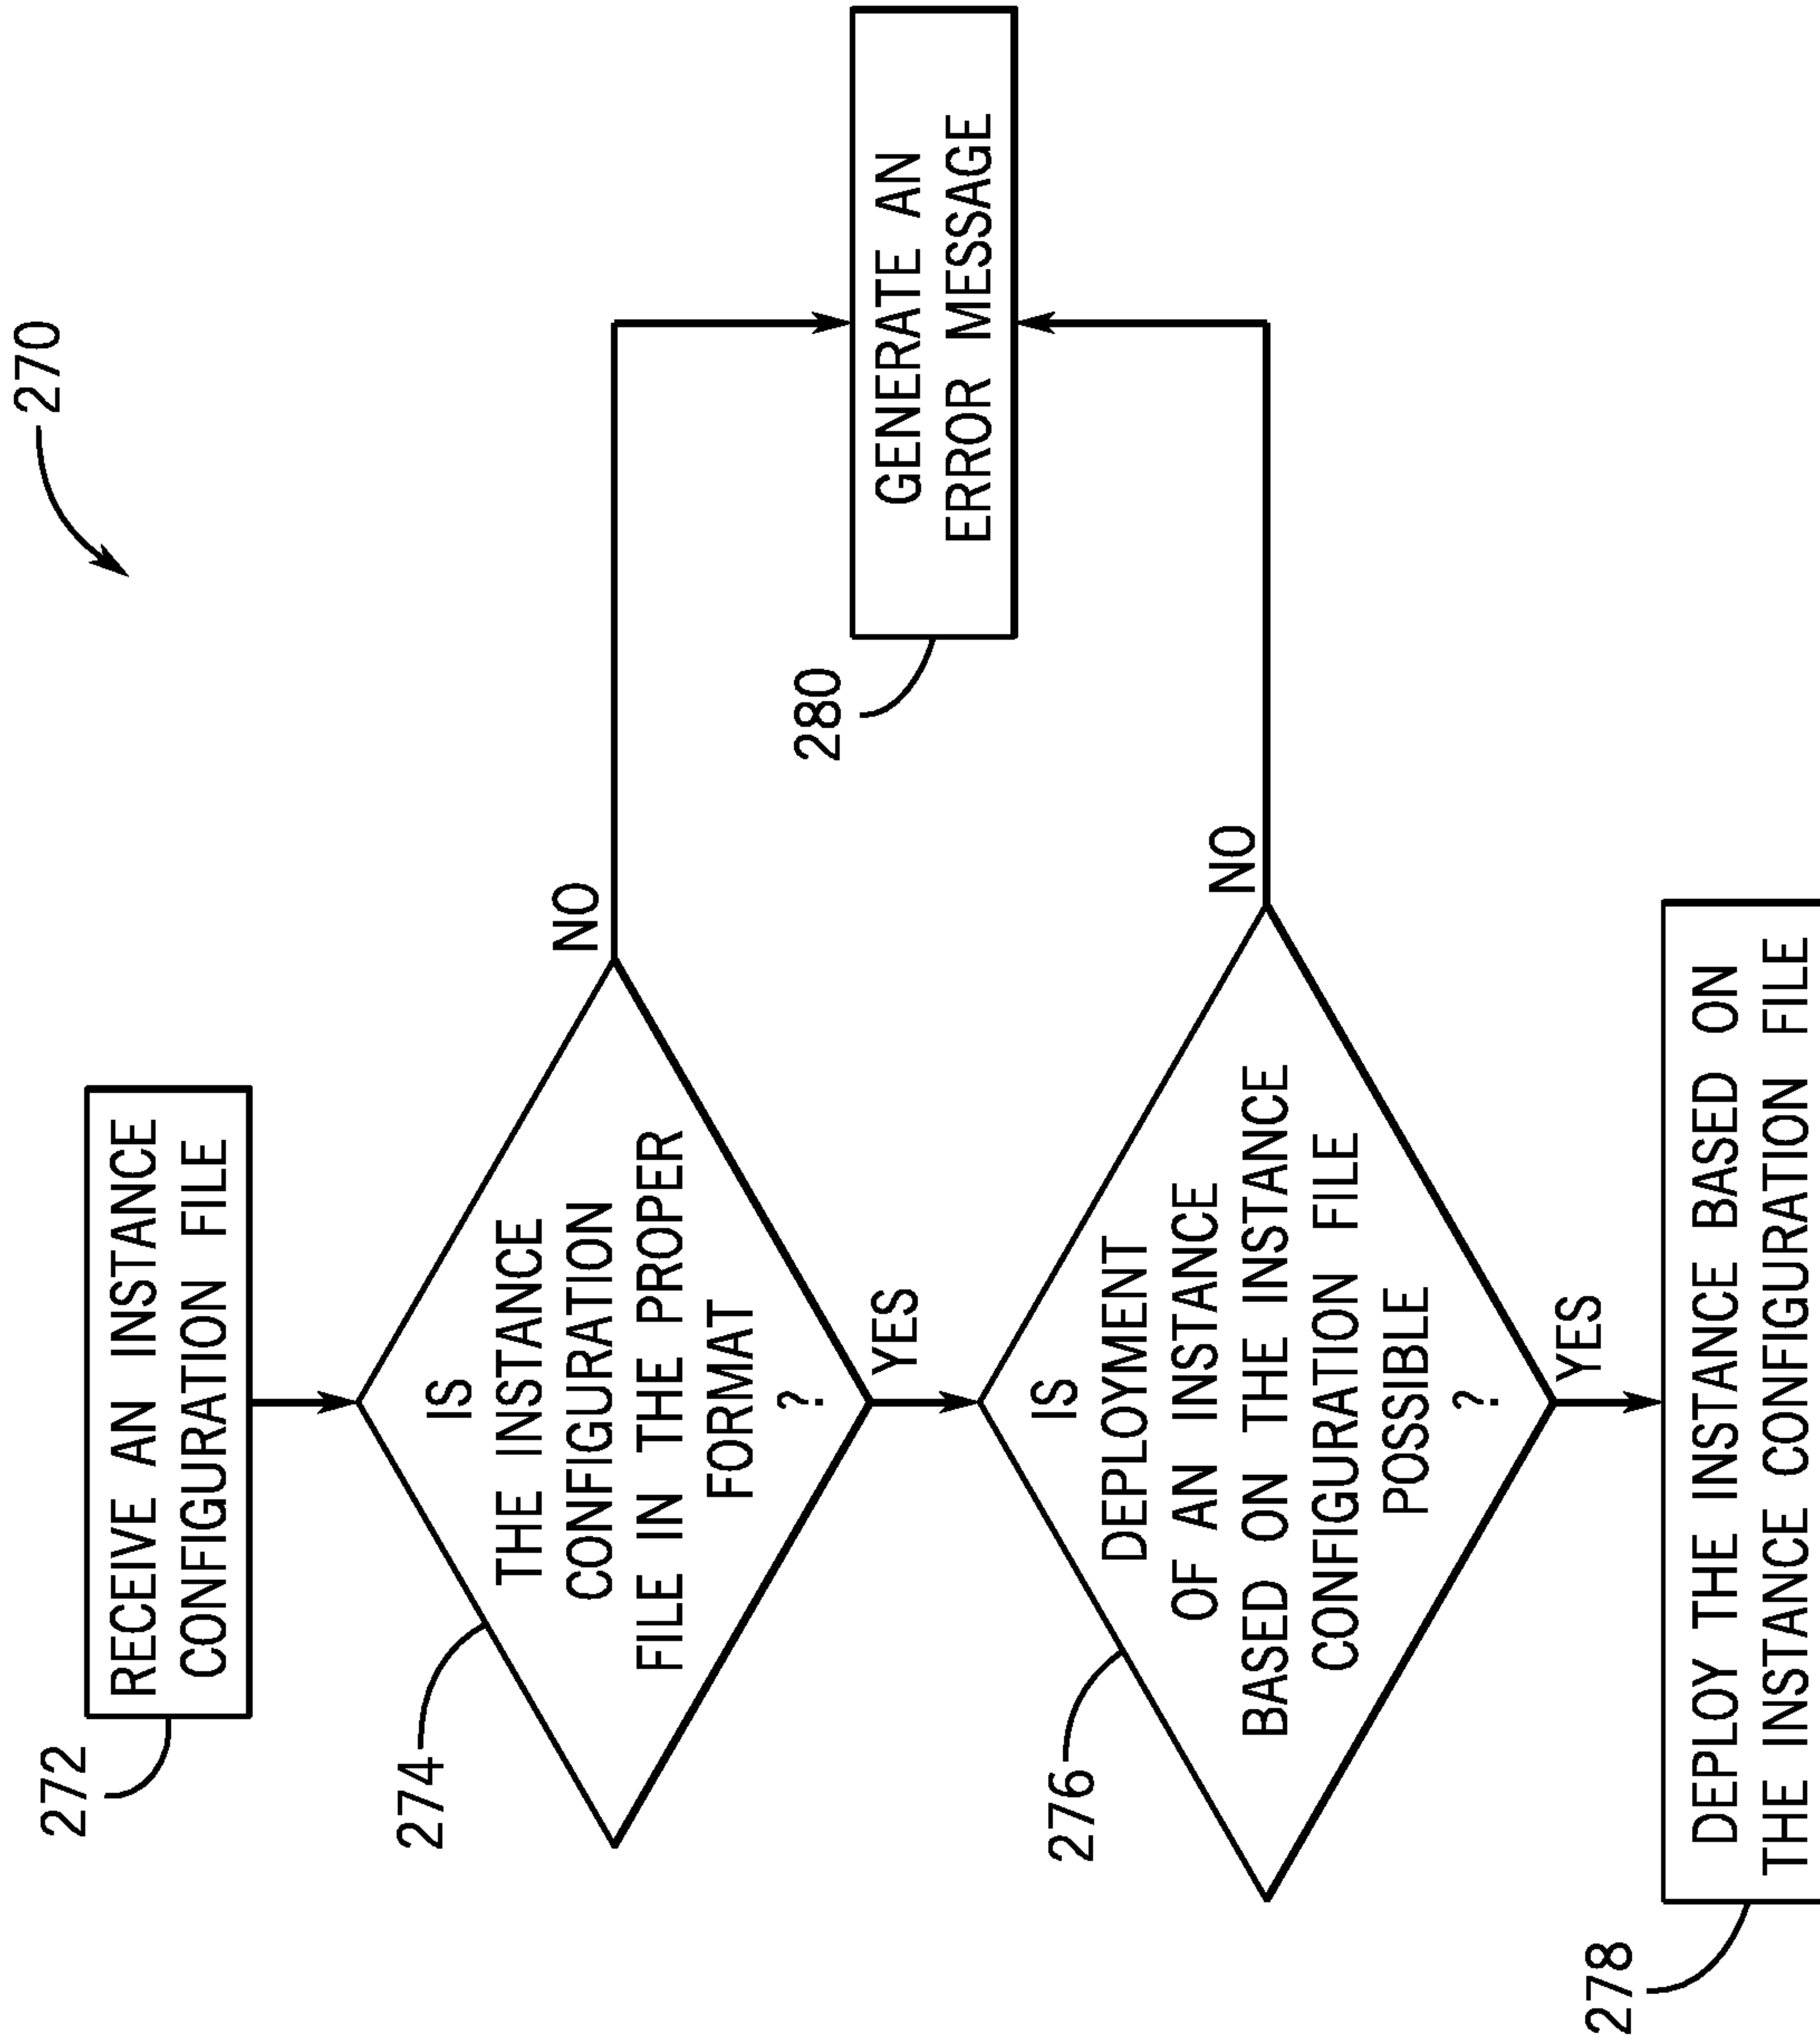 270
272
RECEIVE AN INSTANCE
CONFIGURATION FILE
274
IS
THE INSTANCE
CONFIGURATION
FILE IN THE PROPER
FORMAT
?
NO
YES
276
IS
DEPLOYMENT
OF AN INSTANCE
BASED ON THE INSTANCE
CONFIGURATION FILE
POSSIBLE
?
NO
YES
280
GENERATE AN
ERROR MESSAGE
278
DEPLOY THE INSTANCE BASED ON
THE INSTANCE CONFIGURATION FILE